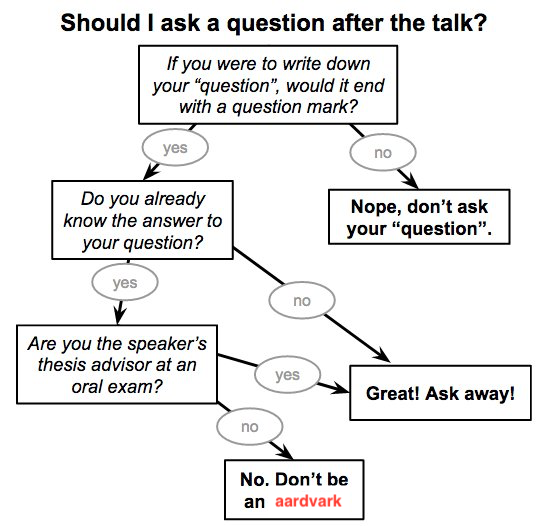 Should I ask a question after the talk?
If you were to write down
your “question”, would it end
with a question mark?
yes
no
Do you already
know the answer to
your question?
Nope, don’t ask
your “question”.
yes
no
Are you the speaker’s
thesis advisor at an
oral exam?
yes
Great! Ask away!
no
No. Don’t be
an aardvark